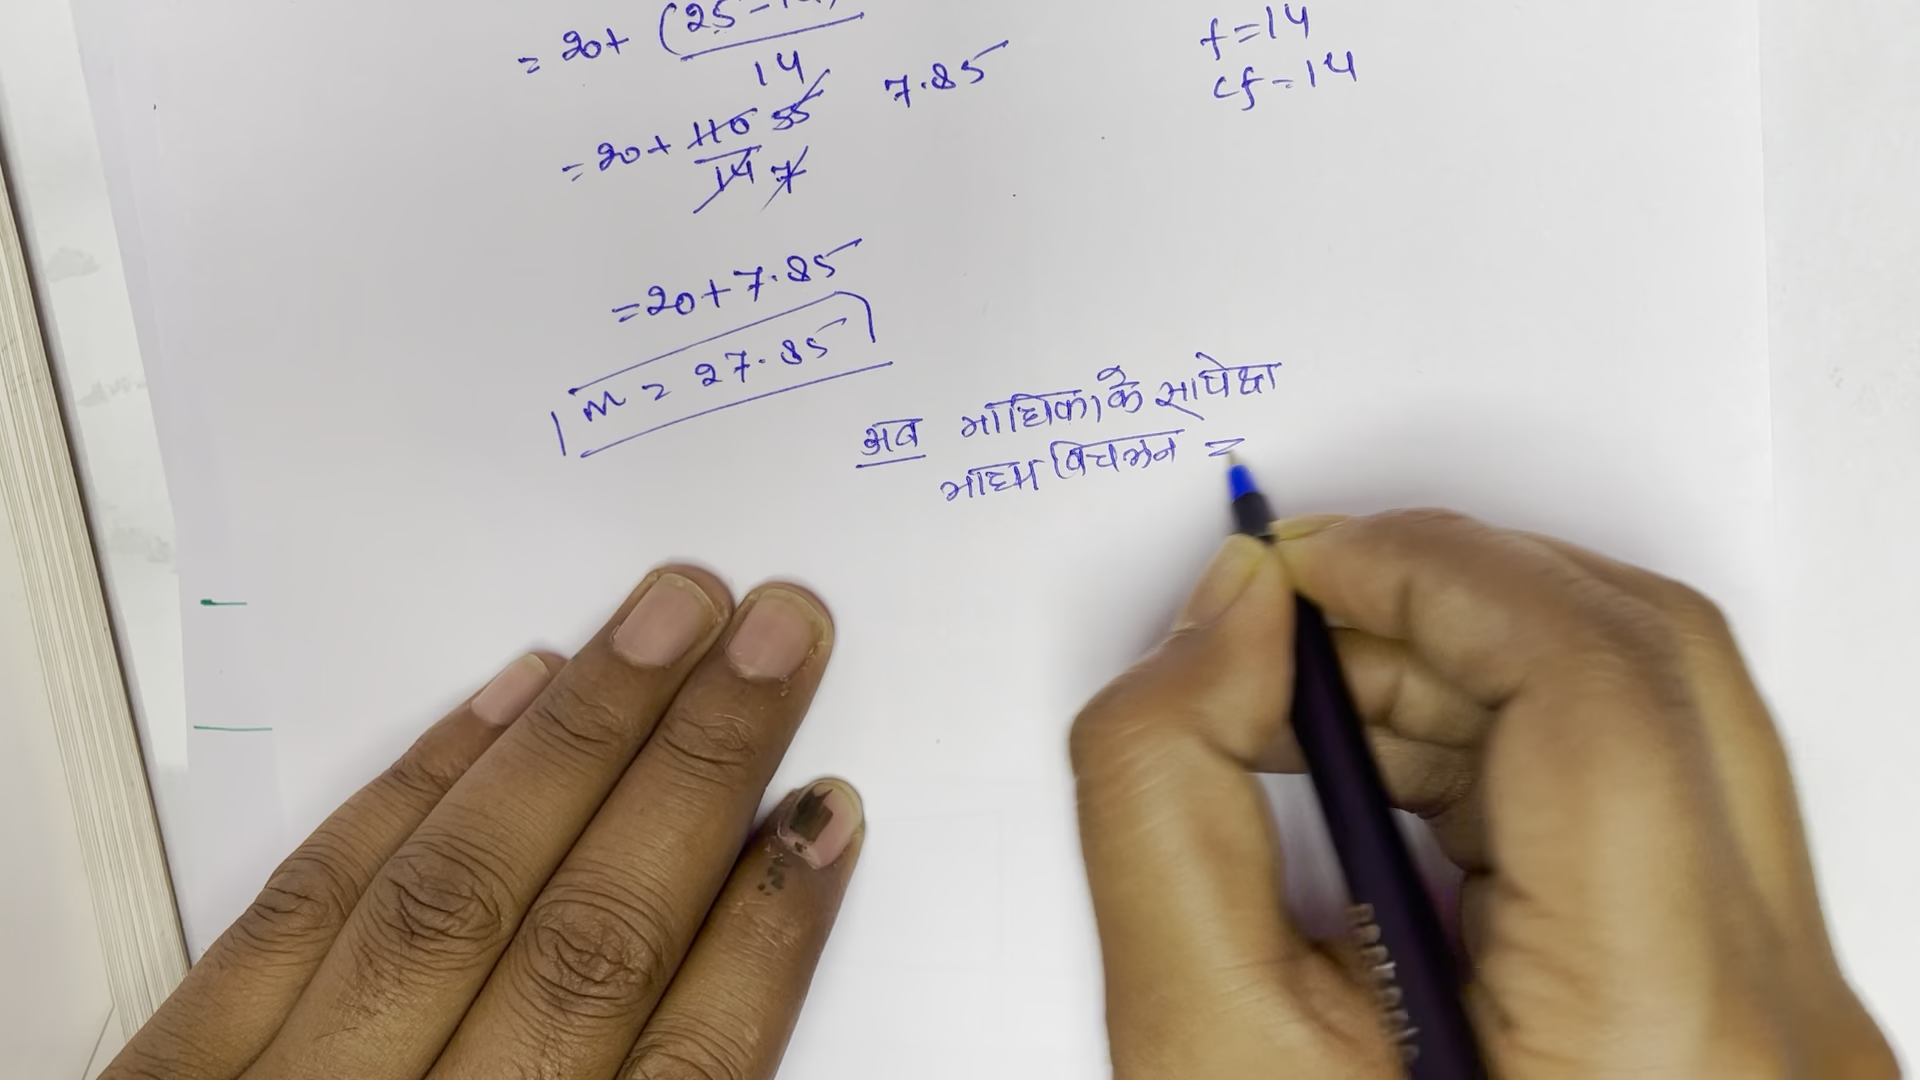 = 20+ (25-14)
14
= 20+ 110 55 7.85
14 7
=20+7.85
m = 27.85
f=14
cf=14
अब माधिका के सापेक्ष
माध्य विचलन =